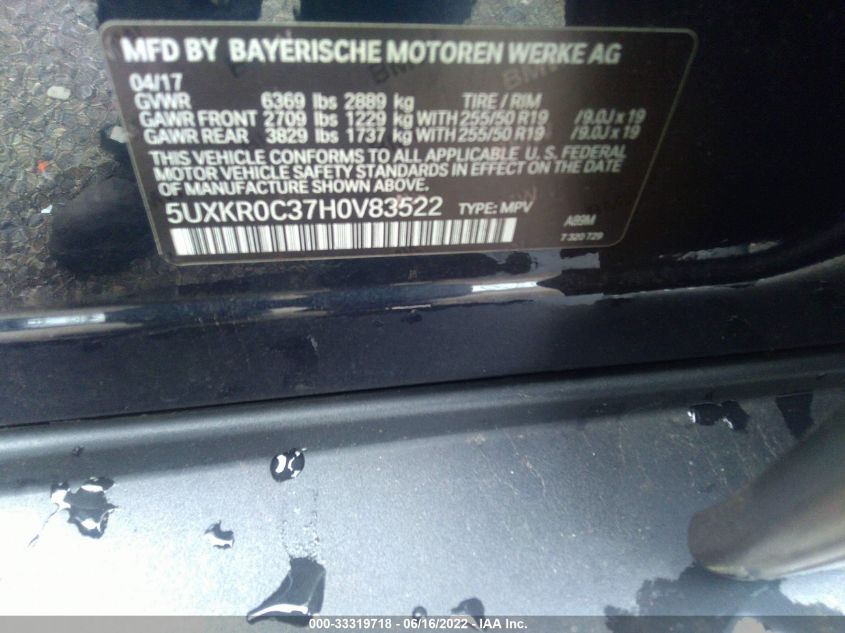 MFD BY BAYERISCHE MOTOREN WERKE AG
04/17
GVWR 6369 lbs 2889 kg TIRE / RIM
GAWR FRONT 2709 lbs 1229 kg WITH 255/50 R19 /9.0J x 19
GAWR REAR 3829 lbs 1737 kg WITH 255/50 R19 /9.0J x 19
THIS VEHICLE CONFORMS TO ALL APPLICABLE U.S. FEDERAL
MOTOR VEHICLE SAFETY STANDARDS IN EFFECT ON THE DATE
OF MANUFACTURE SHOWN ABOVE.
5UXKR0C37H0V83522 TYPE: MPV A89M
7 320 729
000-33319718 - 06/16/2022 - IAA Inc.